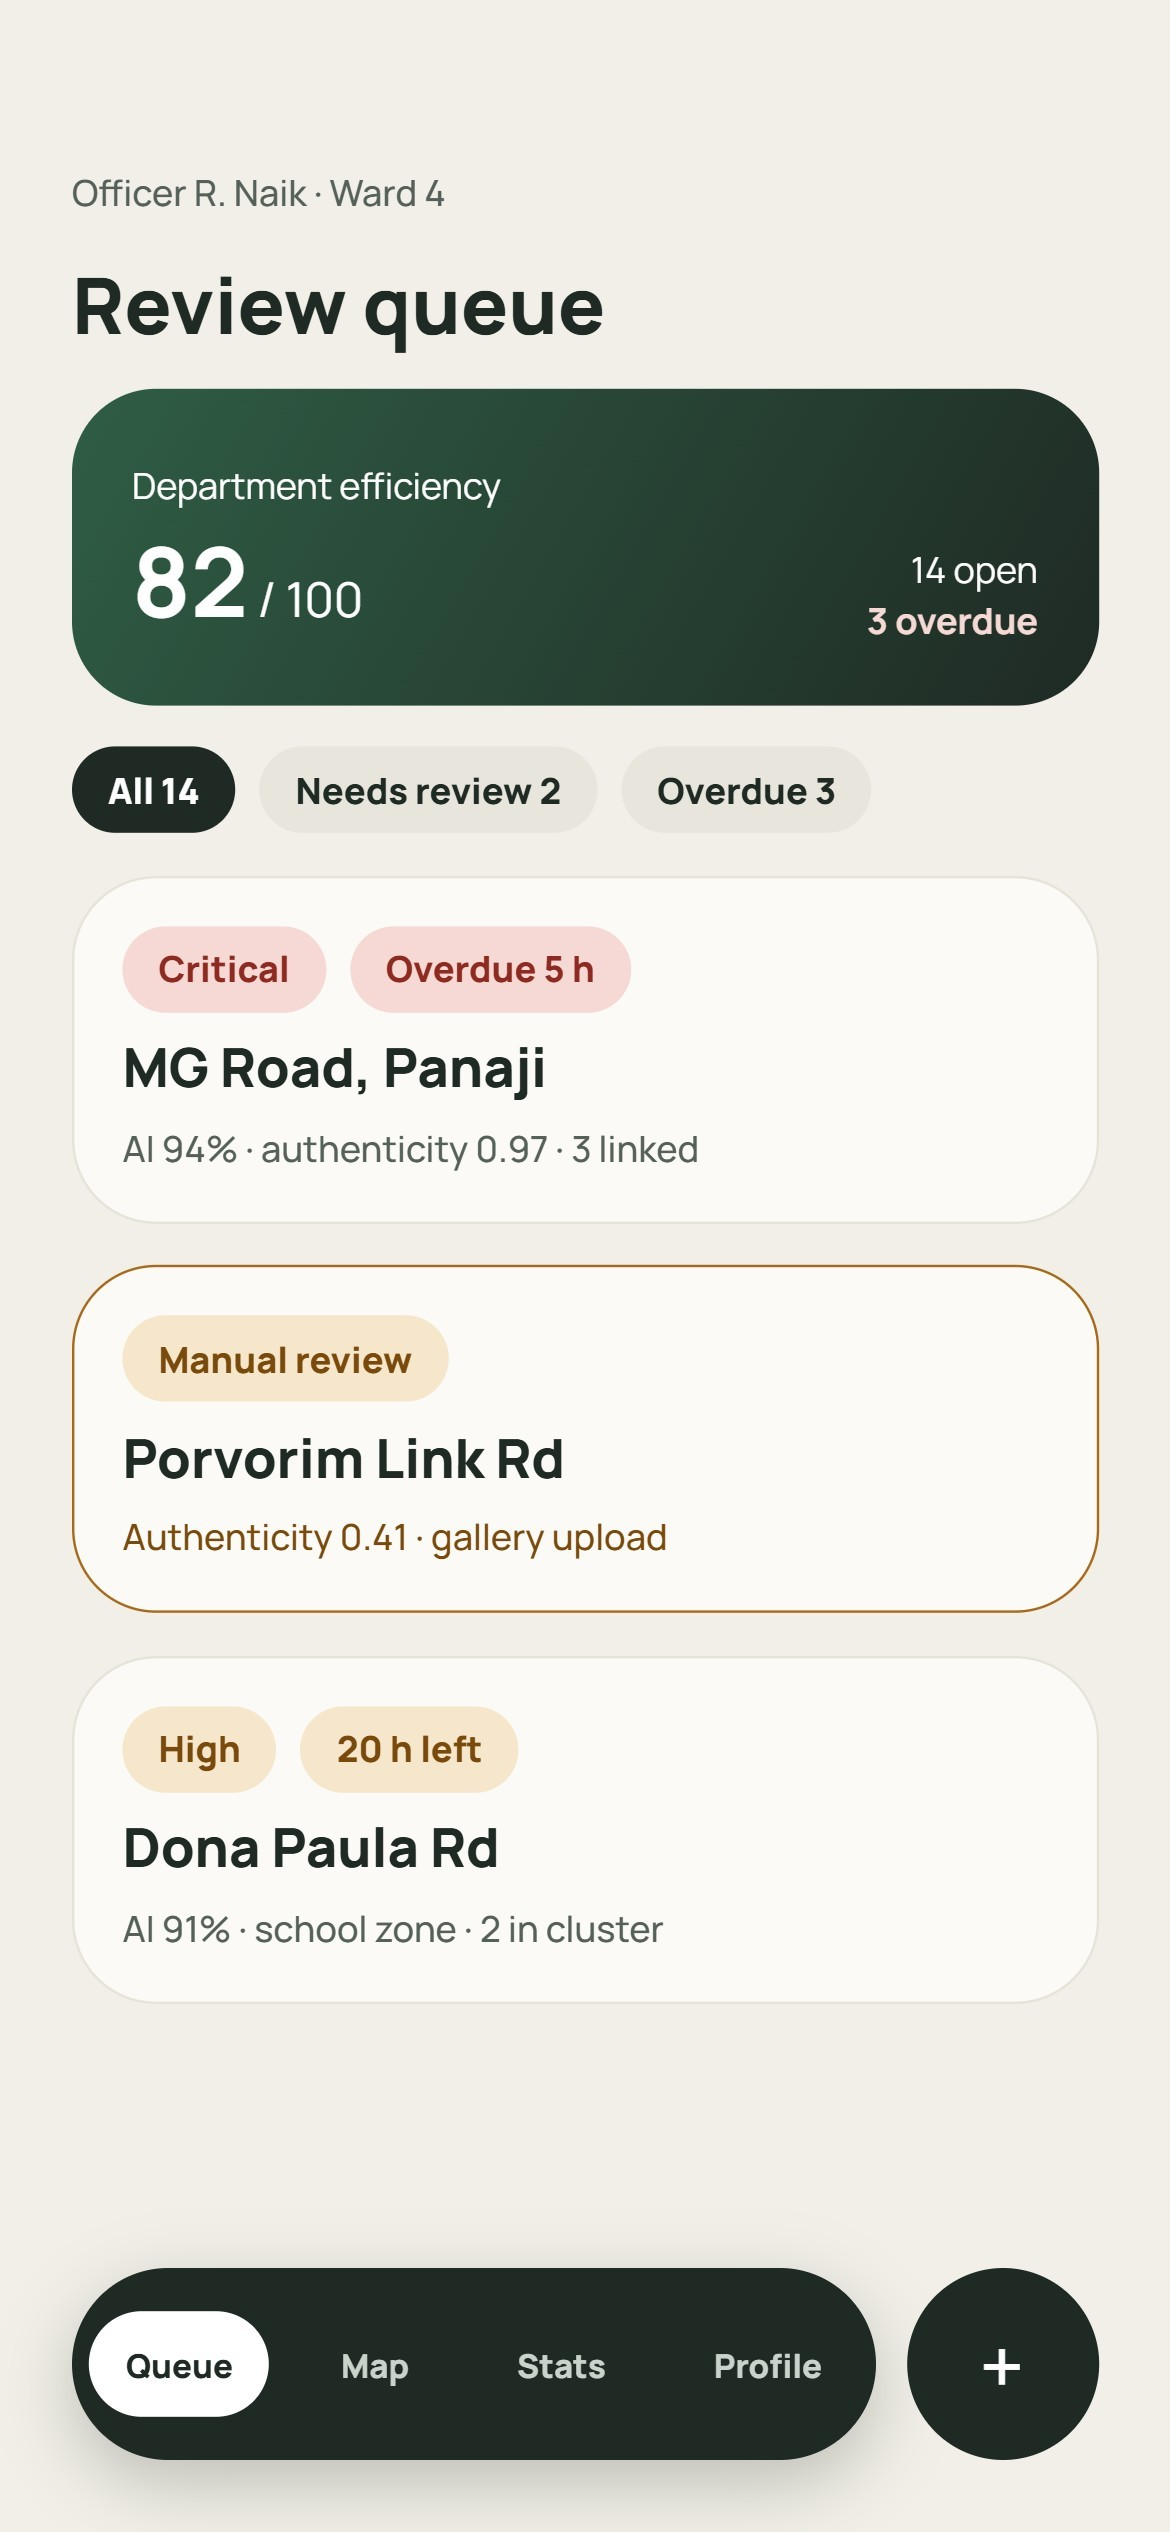 Officer R. Naik · Ward 4
Review queue
Department efficiency
82 / 100
14 open
3 overdue
All 14
Needs review 2
Overdue 3
Critical
Overdue 5 h
MG Road, Panaji
AI 94% · authenticity 0.97 · 3 linked
Manual review
Porvorim Link Rd
Authenticity 0.41 · gallery upload
High
20 h left
Dona Paula Rd
AI 91% · school zone · 2 in cluster
Queue
Map
Stats
Profile
+